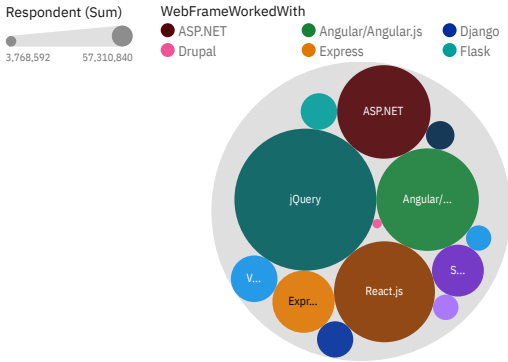 Respondent (Sum)
3,768,592 57,310,840
WebFrameWorkedWith
ASP.NET Angular/Angular.js Django
Drupal Express Flask
ASP.NET
jQuery
Angular/...
S...
V...
React.js
Expr...